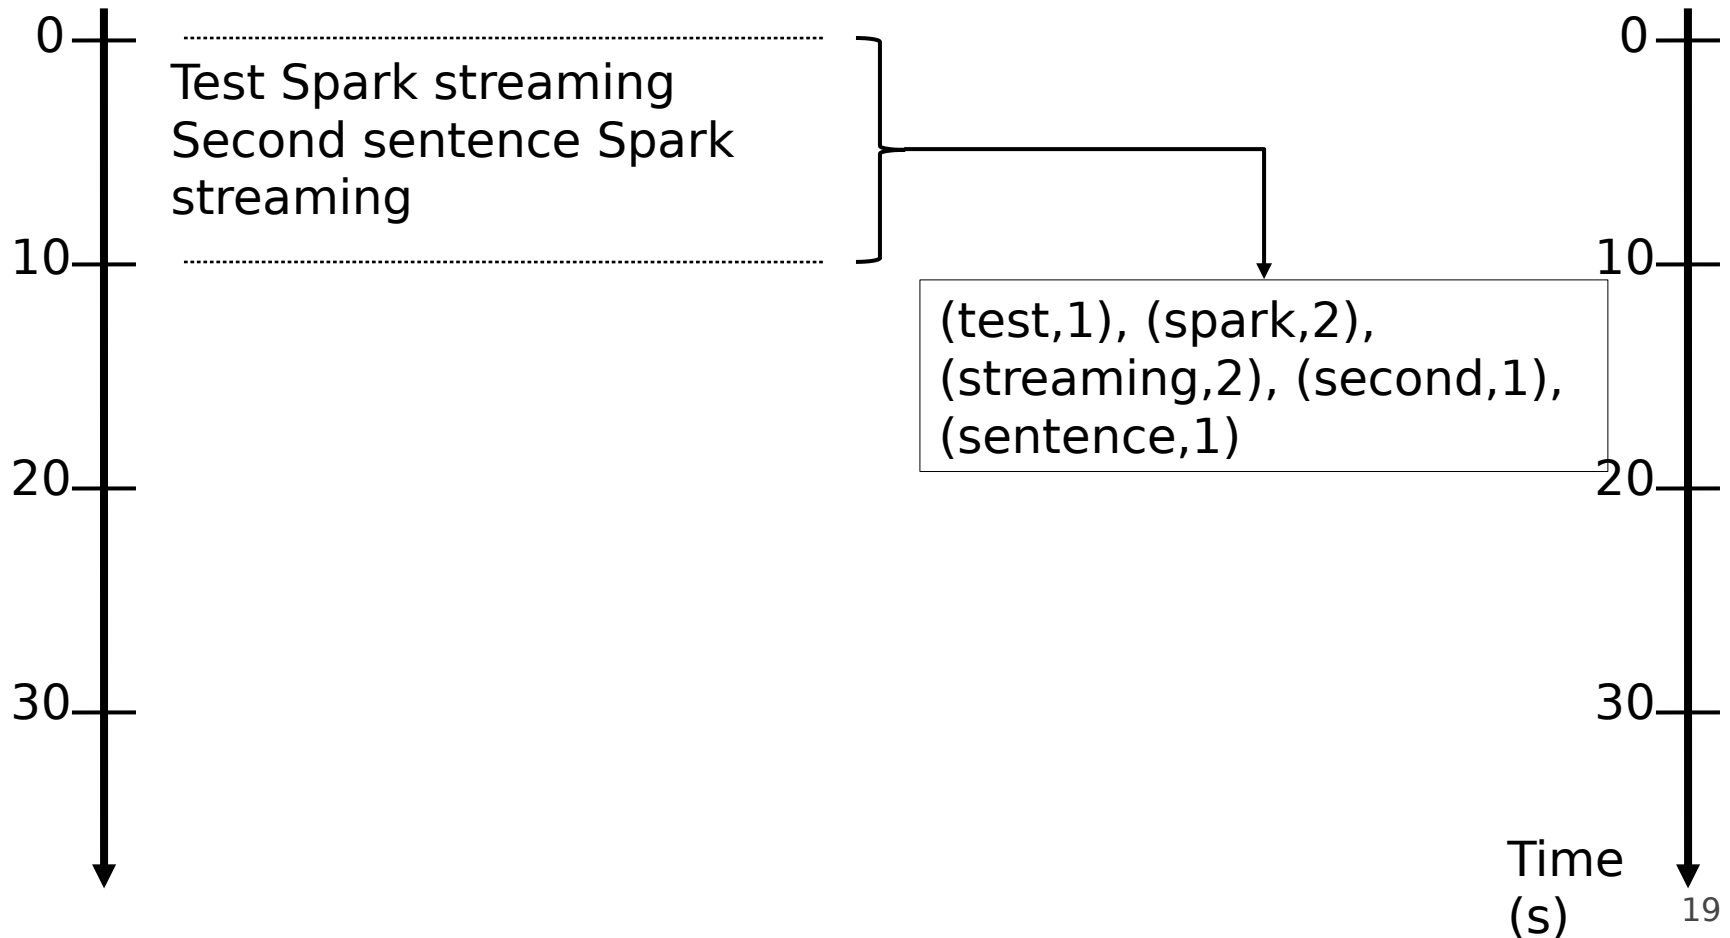 0
Test Spark streaming
Second sentence Spark
streaming
10
20
30
(test,1), (spark,2),
(streaming,2), (second,1),
(sentence,1)
0
10
20
30
Time
(s)
19